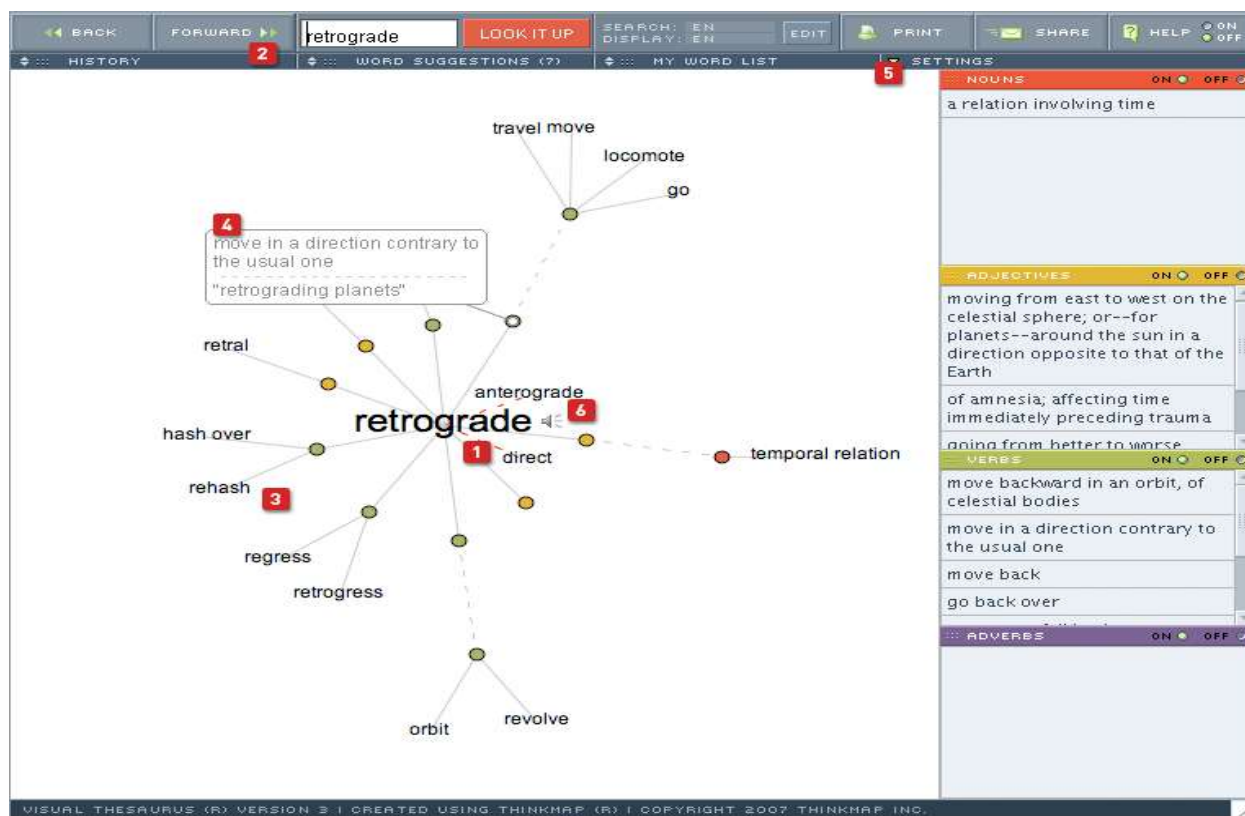 BACK
FORWARD
retrograde
LOOK IT UP
SEARCH: EN
DISPLAY: EN
EDIT
PRINT
SHARE
HELP
ON
OFF
2
HISTORY
WORD SUGGESTIONS (7)
MY WORD LIST
5
SETTINGS
travel move
locomote
go
4
move in a direction contrary to
the usual one
"retrograding planets"
retral
anterograde
retrograde
6
1
direct
hash over
rehash
3
regress
retrogress
temporal relation
orbit
revolve
NOUNS ON OFF
a relation involving time
ADJECTIVES ON OFF
moving from east to west on the
celestial sphere; or--for
planets--around the sun in a
direction opposite to that of the
Earth
of amnesia; affecting time
immediately preceding trauma
going from better to worse
VERBS ON OFF
move backward in an orbit, of
celestial bodies
move in a direction contrary to
the usual one
move back
go back over
ADVERBS ON OFF
VISUAL THESAURUS (R) VERSION 3 | CREATED USING THINKMAP (R) | COPYRIGHT 2007 THINKMAP INC.